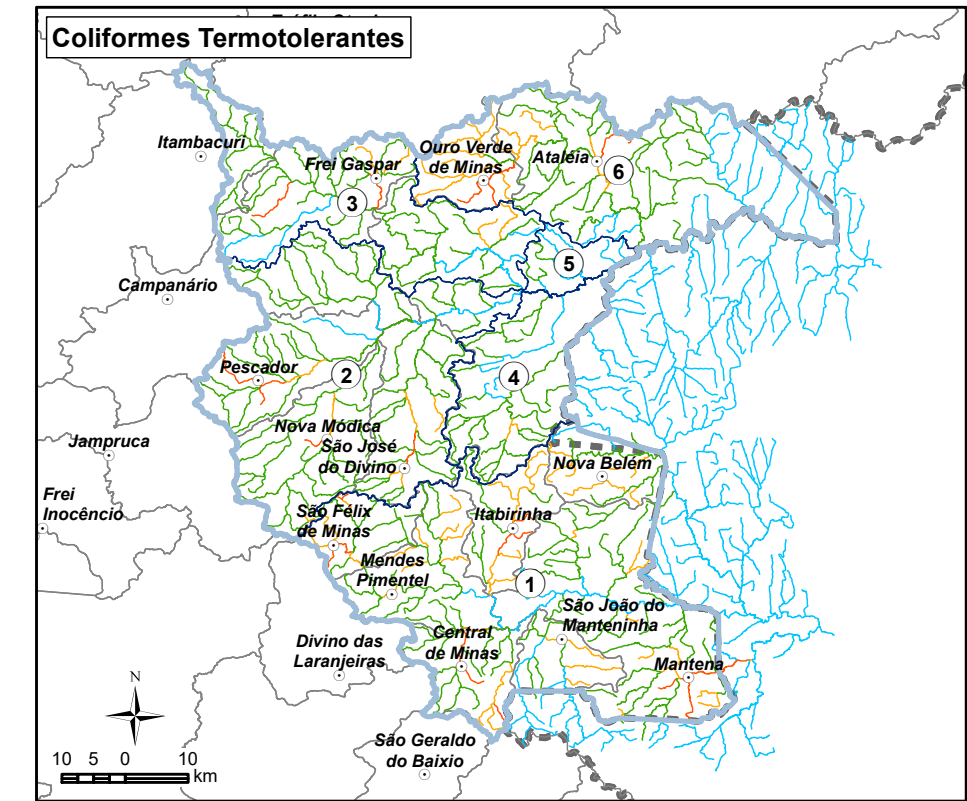 Coliformes Termotolerantes
Itambacuri
Frei Gaspar
Ouro Verde
de Minas
Ataléia
6
3
5
Campanário
Pescador
2
4
Nova Módica
São José
do Divino
Jampruca
Nova Belém
Frei
Inocêncio
São Félix
de Minas
Itabirinha
Mendes
Pimentel
1
São João do
Manteninha
Divino das
Laranjeiras
Central
de Minas
Mantena
N
São Geraldo
do Baixio
10 5 0 10
km